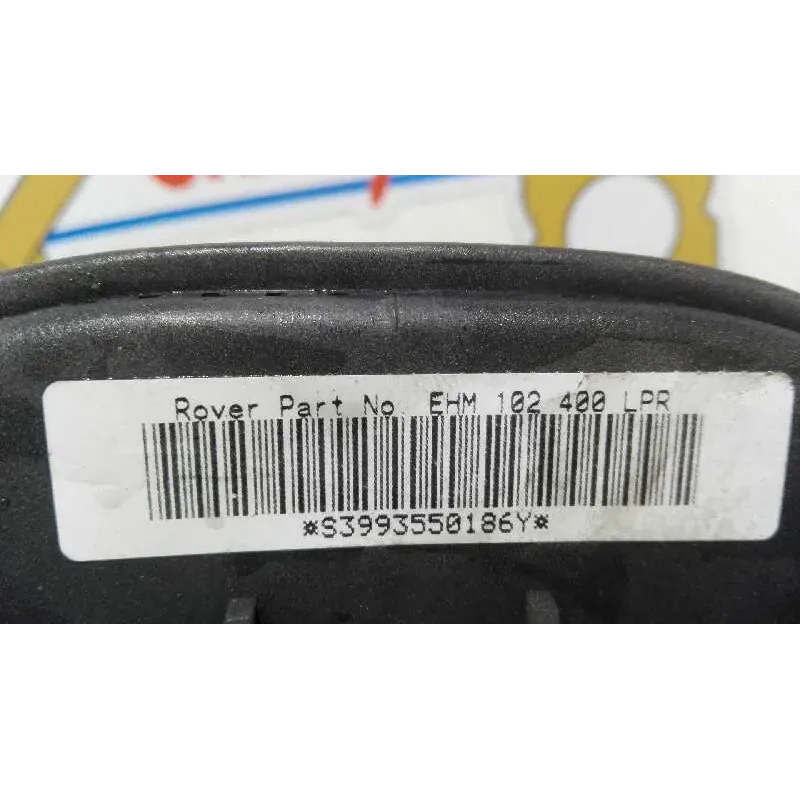 Rover Part No. EHM 102 400 LPR
*S3993550186Y*